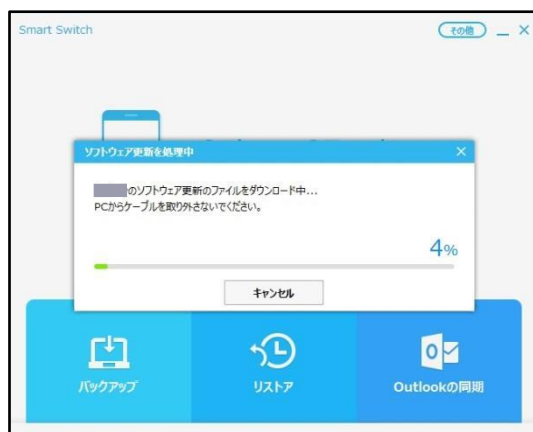 Smart Switch
その他
ソフトウェア更新を処理中
のソフトウェア更新のファイルをダウンロード中...
PCからケーブルを取り外さないでください。
4%
キャンセル
バックアップ
リストア
Outlookの同期